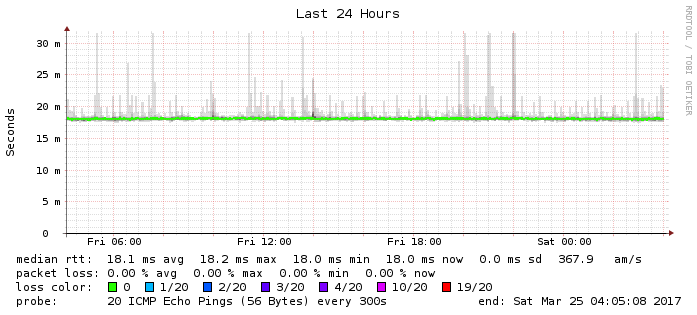 Last 24 Hours
RRDTOOL / TOBI OETIKER
Seconds
30 m
25 m
20 m
15 m
10 m
5 m
0
Fri 06:00 Fri 12:00 Fri 18:00 Sat 00:00
median rtt: 18.1 ms avg 18.2 ms max 18.0 ms min 18.0 ms now 0.0 ms sd 367.9 am/s
packet loss: 0.00 % avg 0.00 % max 0.00 % min 0.00 % now
loss color: 0 1/20 2/20 3/20 4/20 10/20 19/20
probe: 20 ICMP Echo Pings (56 Bytes) every 300s end: Sat Mar 25 04:05:08 2017